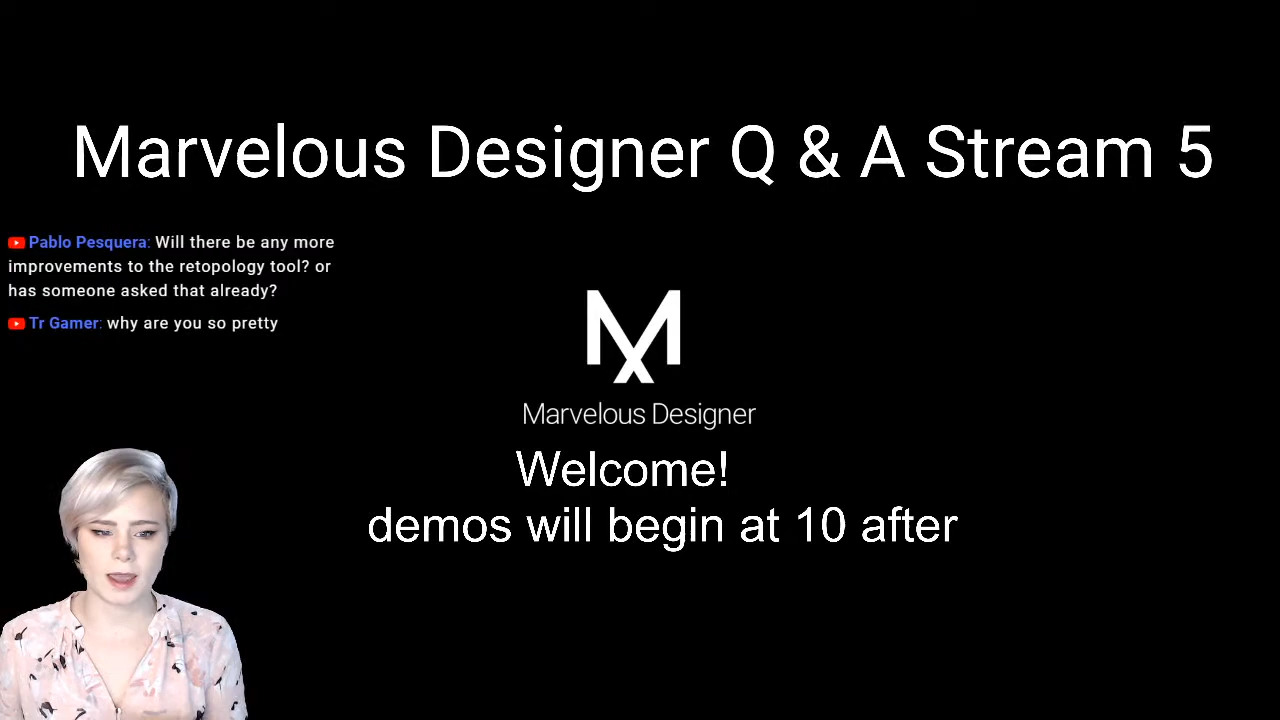 Marvelous Designer Q & A Stream 5
Pablo Pesquera: Will there be any more
improvements to the retopology tool? or
has someone asked that already?
Tr Gamer: why are you so pretty
Marvelous Designer
Welcome!
demos will begin at 10 after